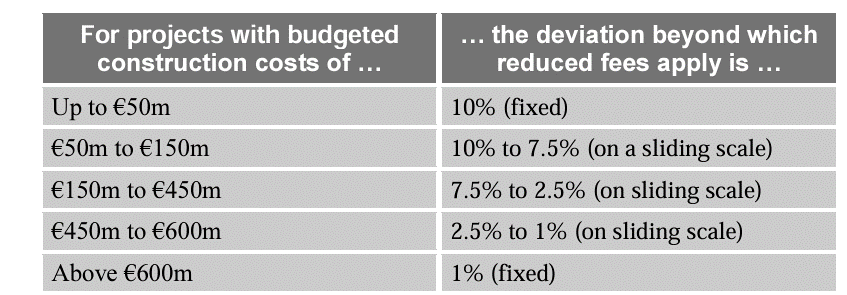 For projects with budgeted
construction costs of …
… the deviation beyond which
reduced fees apply is …
Up to €50m
10% (fixed)
€50m to €150m
10% to 7.5% (on a sliding scale)
€150m to €450m
7.5% to 2.5% (on sliding scale)
€450m to €600m
2.5% to 1% (on sliding scale)
Above €600m
1% (fixed)